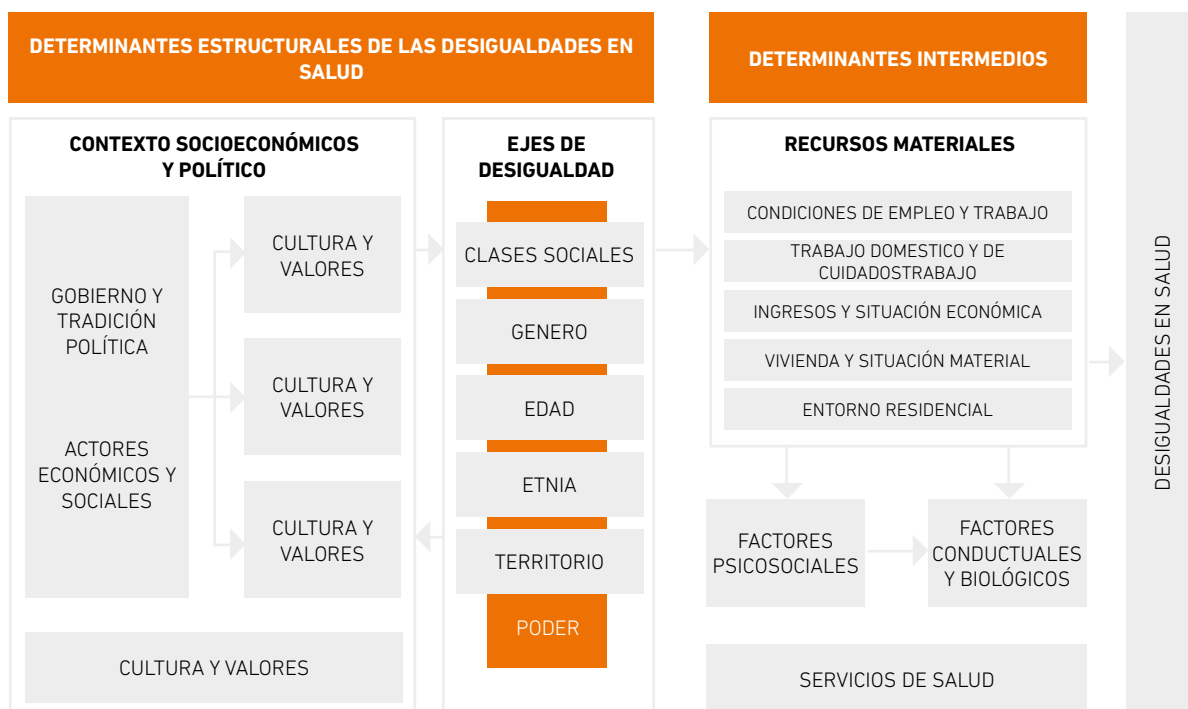 DETERMINANTES ESTRUCTURALES DE LAS DESIGUALDADES EN
SALUD
CONTEXTO SOCIOECONÓMICOS
Y POLÍTICO
GOBIERNO Y
TRADICIÓN
POLÍTICA
ACTORES
ECONÓMICOS Y
SOCIALES
CULTURA Y
VALORES
CULTURA Y
VALORES
CULTURA Y
VALORES
CULTURA Y VALORES
EJES DE
DESIGUALDAD
CLASES SOCIALES
GENERO
EDAD
ETNIA
TERRITORIO
PODER
DETERMINANTES INTERMEDIOS
RECURSOS MATERIALES
CONDICIONES DE EMPLEO Y TRABAJO
TRABAJO DOMESTICO Y DE
CUIDADOSTRABAJO
INGRESOS Y SITUACIÓN ECONÓMICA
VIVIENDA Y SITUACIÓN MATERIAL
ENTORNO RESIDENCIAL
FACTORES
PSICOSOCIALES
FACTORES
CONDUCTUALES
Y BIOLÓGICOS
SERVICIOS DE SALUD
DESIGUALDADES EN SALUD